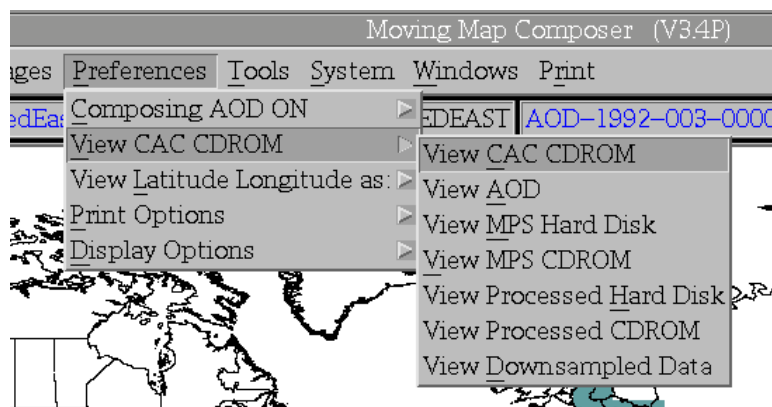 Moving Map Composer (V3.4P)
ages Preferences Tools System Windows Print
edEas EDEAST AOD-1992-003-0000
Composing AOD ON
View CAC CDROM
View Latitude Longitude as:
Print Options
Display Options
View CAC CDROM
View AOD
View MPS Hard Disk
View MPS CDROM
View Processed Hard Disk
View Processed CDROM
View Downsampled Data